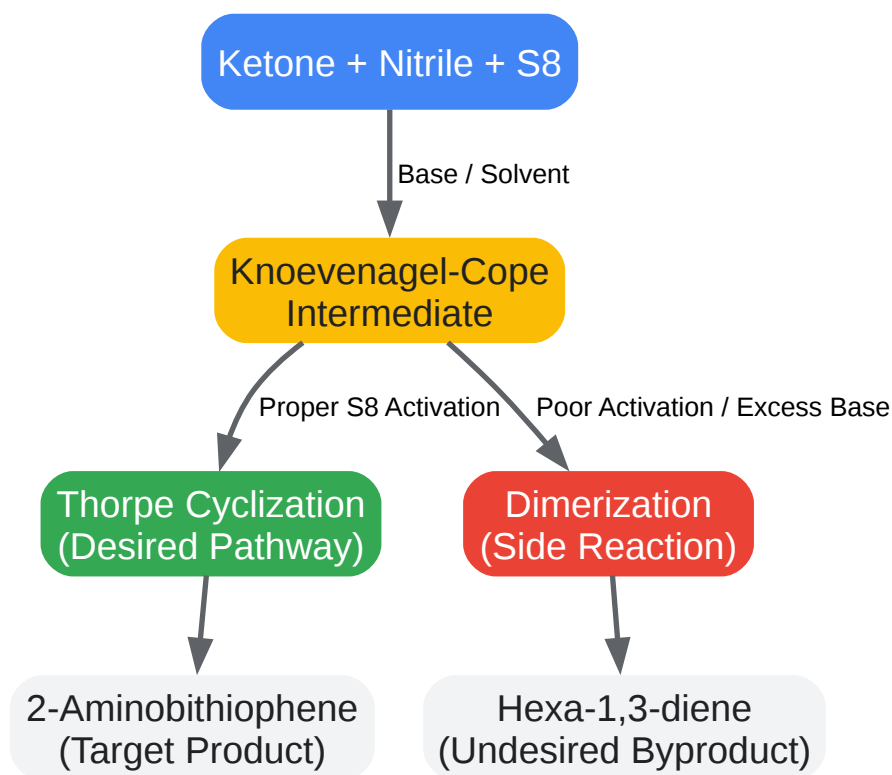 Ketone + Nitrile + S8
Base / Solvent
Knoevenagel-Cope
Intermediate
Proper S8 Activation
Poor Activation / Excess Base
Thorpe Cyclization
(Desired Pathway)
Dimerization
(Side Reaction)
2-Aminobithiophene
(Target Product)
Hexa-1,3-diene
(Undesired Byproduct)